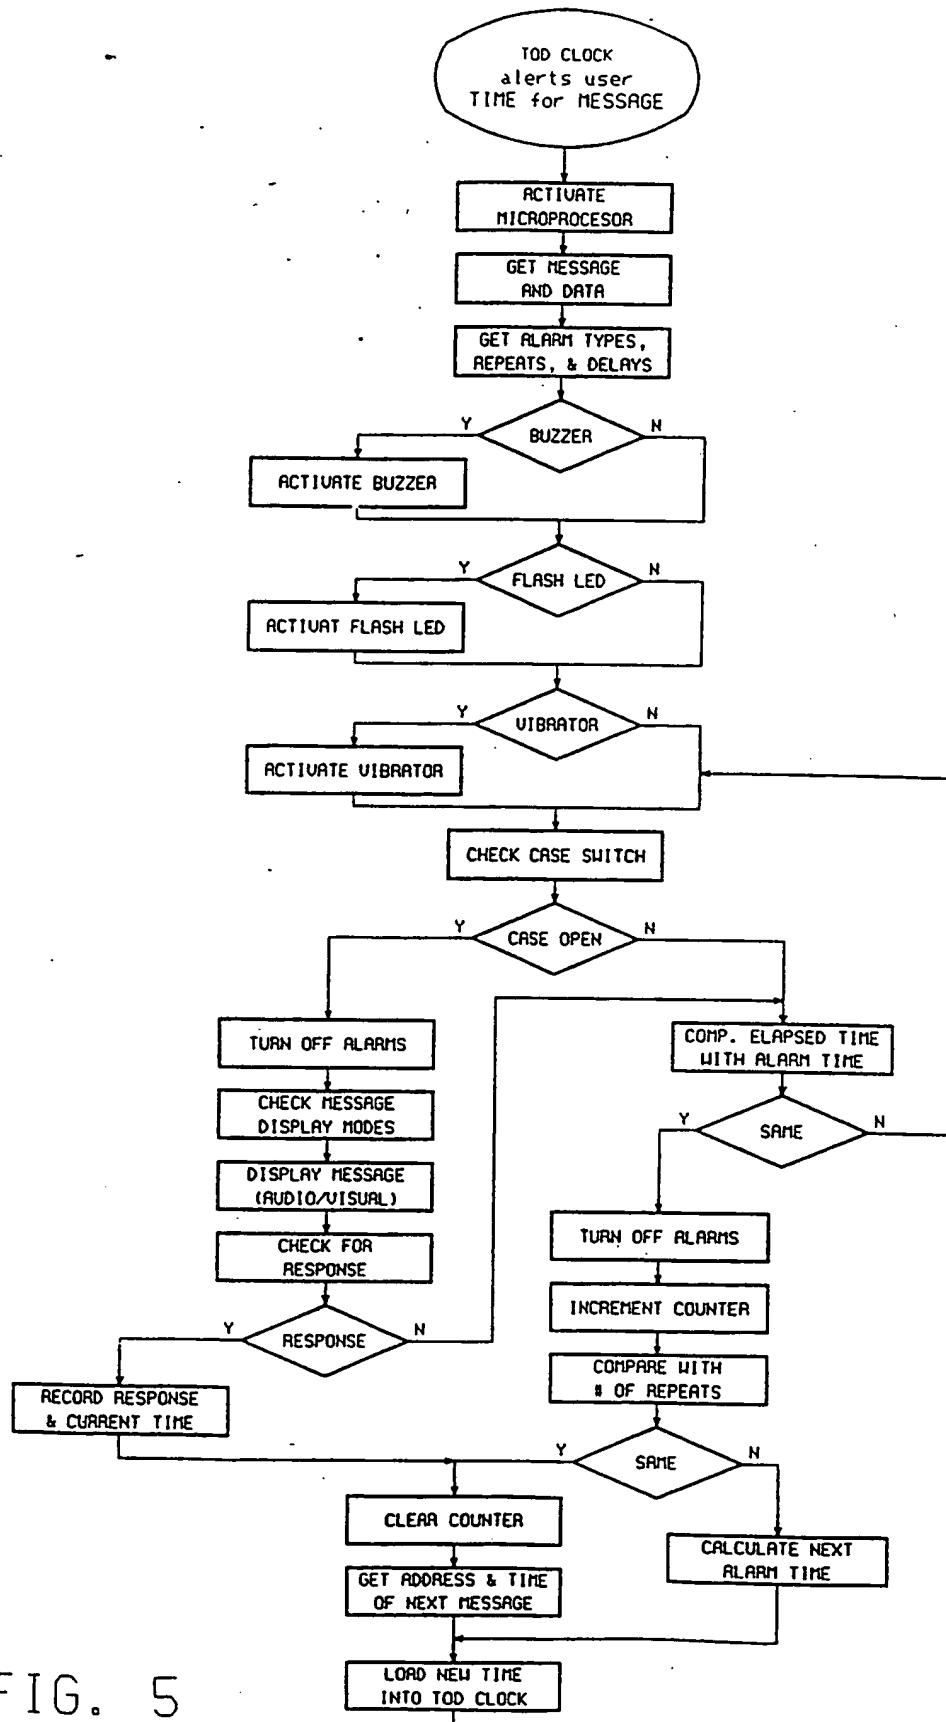 TOD CLOCK
alerts user
TIME for MESSAGE
ACTIVATE
MICROPROCESOR
GET MESSAGE
AND DATA
GET ALARM TYPES,
REPEATS, & DELAYS
Y
BUZZER
N
ACTIVATE BUZZER
Y
FLASH LED
N
ACTIVAT FLASH LED
Y
VIBRATOR
N
ACTIVATE VIBRATOR
CHECK CASE SWITCH
Y
CASE OPEN
N
TURN OFF ALARMS
COMP. ELAPSED TIME
WITH ALARM TIME
CHECK MESSAGE
DISPLAY MODES
Y
SAME
N
DISPLAY MESSAGE
(AUDIO/VISUAL)
TURN OFF ALARMS
CHECK FOR
RESPONSE
INCREMENT COUNTER
Y
RESPONSE
N
COMPARE WITH
# OF REPEATS
RECORD RESPONSE
& CURRENT TIME
Y
SAME
N
CLEAR COUNTER
CALCULATE NEXT
ALARM TIME
GET ADDRESS & TIME
OF NEXT MESSAGE
LOAD NEW TIME
INTO TOD CLOCK
FIG. 5